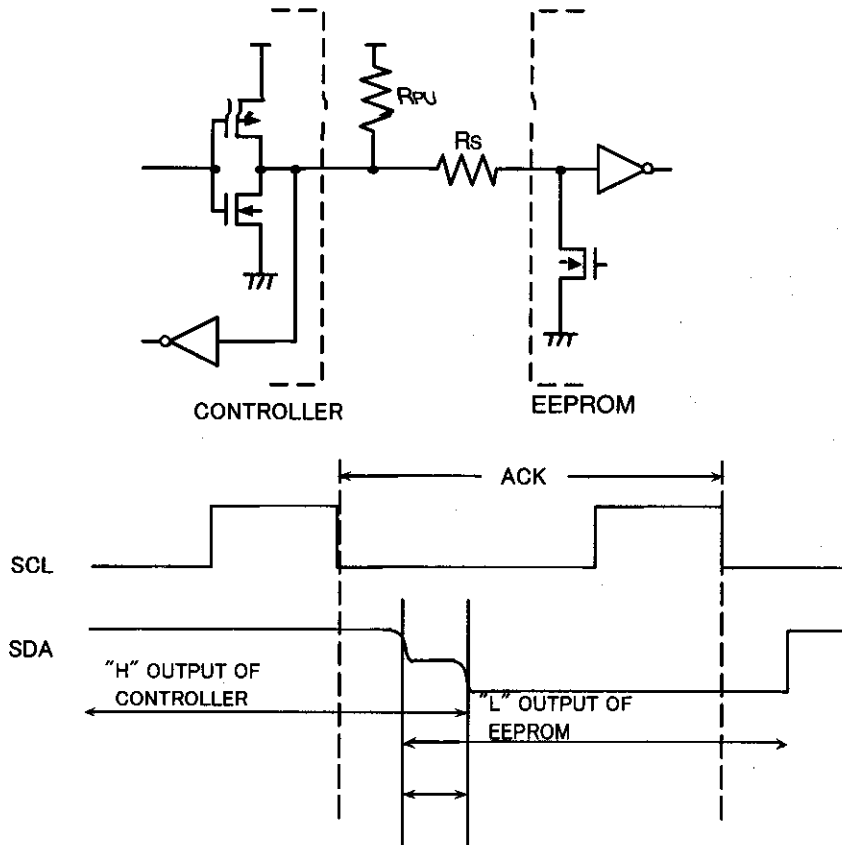 RPU
RS
CONTROLLER
EEPROM
ACK
SCL
SDA
"H" OUTPUT OF
CONTROLLER
"L" OUTPUT OF
EEPROM